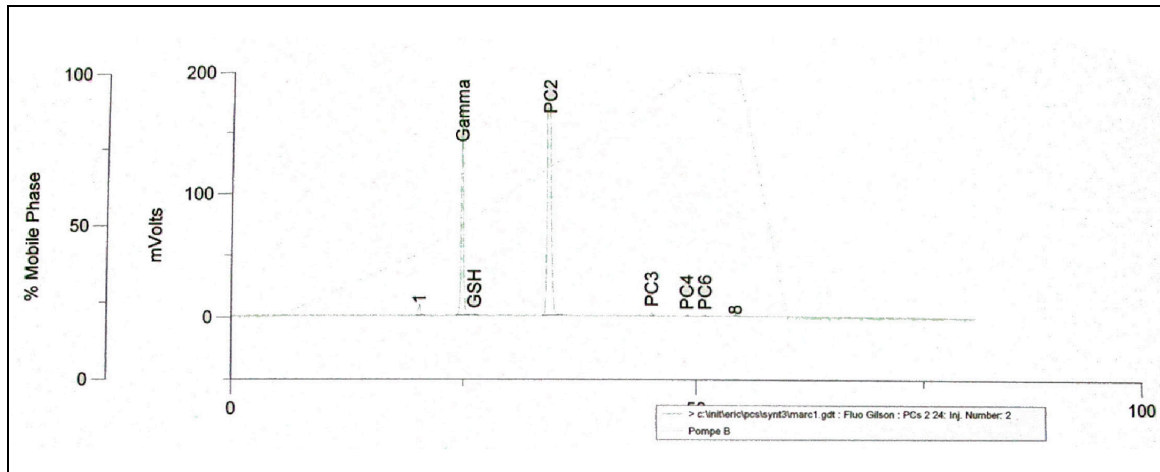 100
200
Gamma
PC2
% Mobile Phase
mVolts
100
50
-1
GSH
PC3
PC4
PC6
8
0
0
0
100
> c:\init\eric\pcs\synt3\marc1.gdt : Fluo Gilson : PCs 2 24: Inj. Number: 2
Pompe B